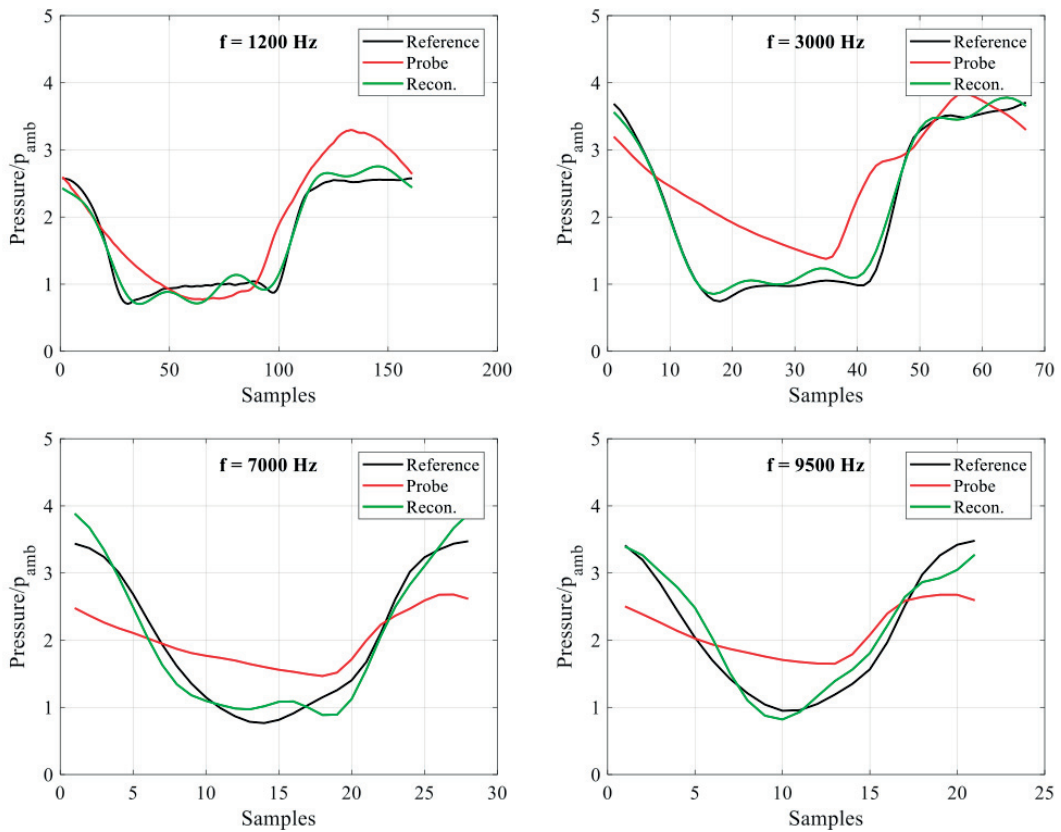 f = 1200 Hz
Reference
Probe
Recon.
Pressure/p_amb
5
4
3
2
1
0
0 50 100 150 200
Samples
f = 3000 Hz
Reference
Probe
Recon.
Pressure/p_amb
5
4
3
2
1
0
0 10 20 30 40 50 60 70
Samples
f = 7000 Hz
Reference
Probe
Recon.
Pressure/p_amb
5
4
3
2
1
0
0 5 10 15 20 25 30
Samples
f = 9500 Hz
Reference
Probe
Recon.
Pressure/p_amb
5
4
3
2
1
0
0 5 10 15 20 25
Samples